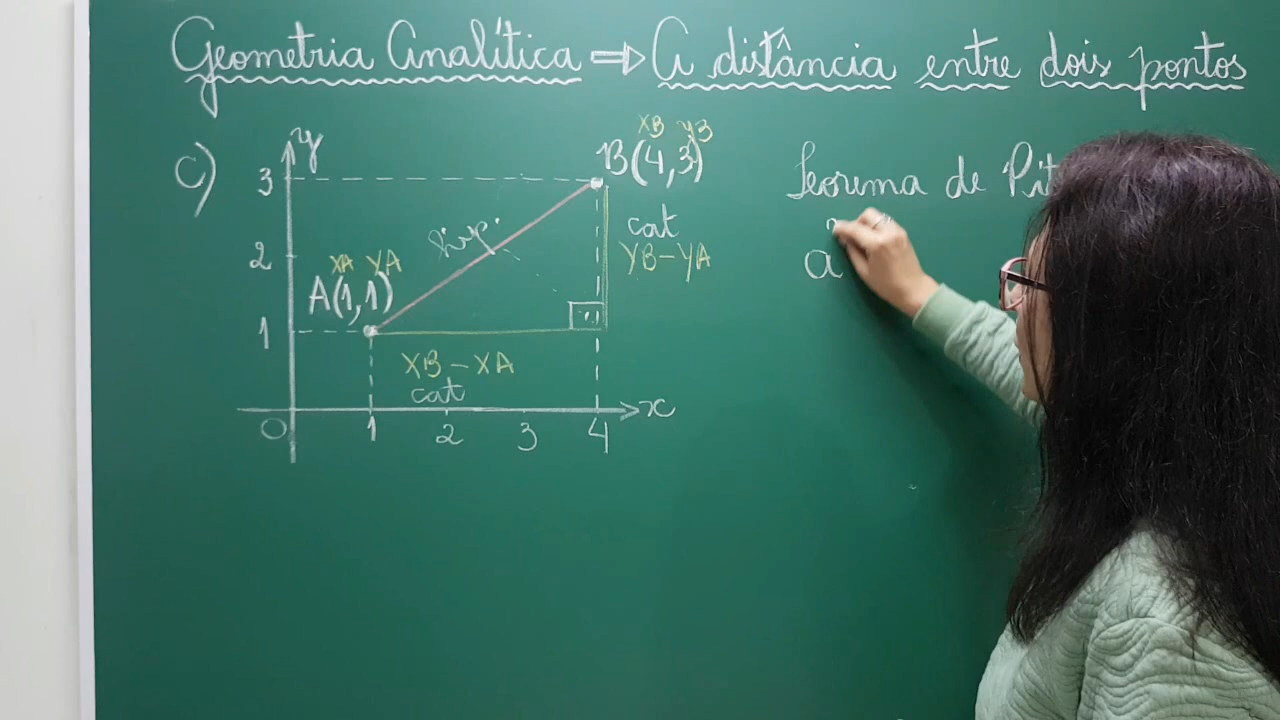 Geometria Analítica ⇒ A distância entre dois pontos
c)
y
3
2
1
0
1 2 3 4
x
XB YB
B(4,3)
hip.
cat
YB-YA
XA YA
A(1,1)
XB-XA
cat
Teorema de
a